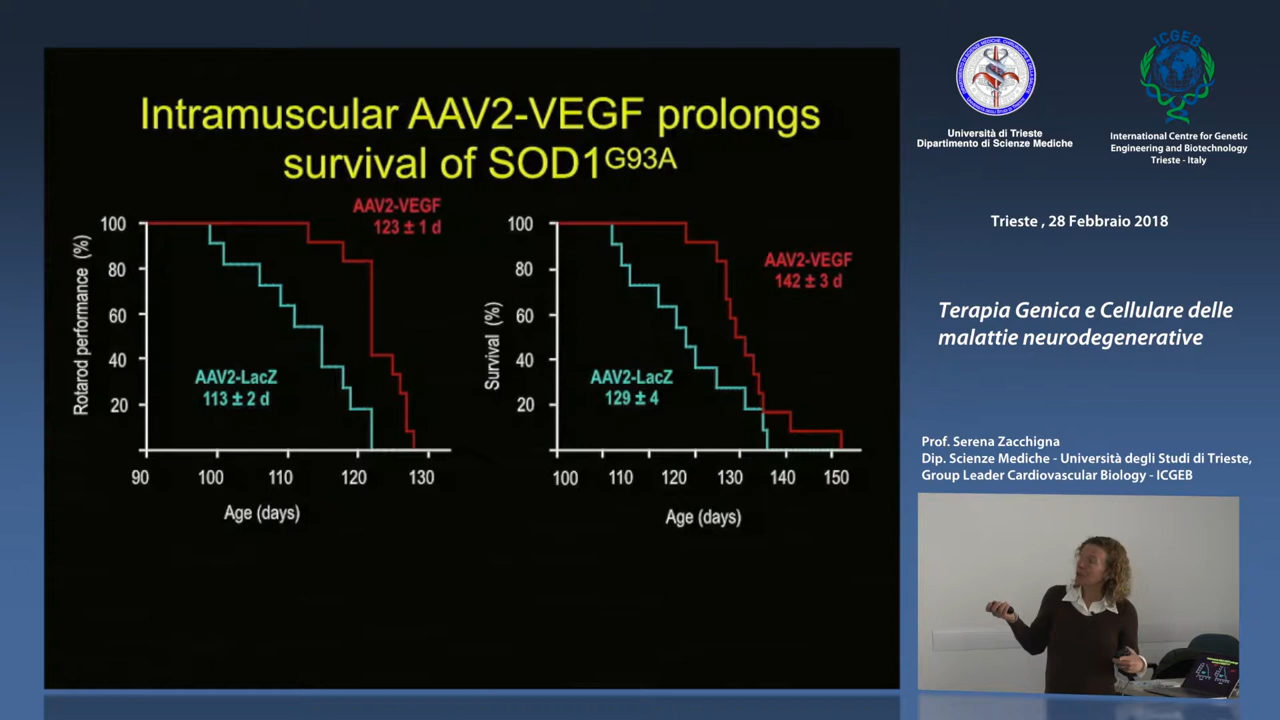 Intramuscular AAV2-VEGF prolongs
survival of SOD1G93A
AAV2-VEGF
123 ± 1 d
AAV2-LacZ
113 ± 2 d
Rotarod performance (%)
100
80
60
40
20
90 100 110 120 130
Age (days)
AAV2-VEGF
142 ± 3 d
AAV2-LacZ
129 ± 4
Survival (%)
100
80
60
40
20
100 110 120 130 140 150
Age (days)
Università di Trieste
Dipartimento di Scienze Mediche
ICGEB
International Centre for Genetic
Engineering and Biotechnology
Trieste - Italy
Trieste , 28 Febbraio 2018
Terapia Genica e Cellulare delle
malattie neurodegenerative
Prof. Serena Zacchigna
Dip. Scienze Mediche - Università degli Studi di Trieste,
Group Leader Cardiovascular Biology - ICGEB